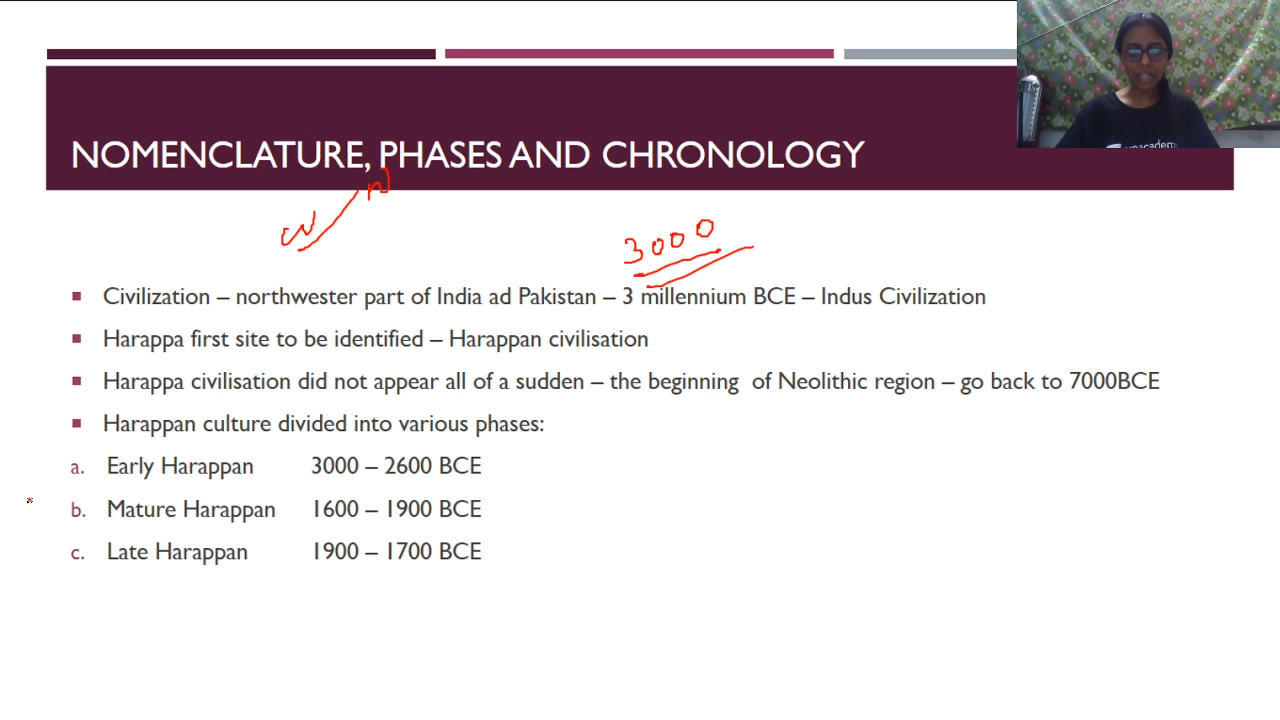 NOMENCLATURE, PHASES AND CHRONOLOGY
3000
▪ Civilization – northwester part of India ad Pakistan – 3 millennium BCE – Indus Civilization
▪ Harappa first site to be identified – Harappan civilisation
▪ Harappa civilisation did not appear all of a sudden – the beginning of Neolithic region – go back to 7000BCE
▪ Harappan culture divided into various phases:
a. Early Harappan 3000 – 2600 BCE
b. Mature Harappan 1600 – 1900 BCE
c. Late Harappan 1900 – 1700 BCE